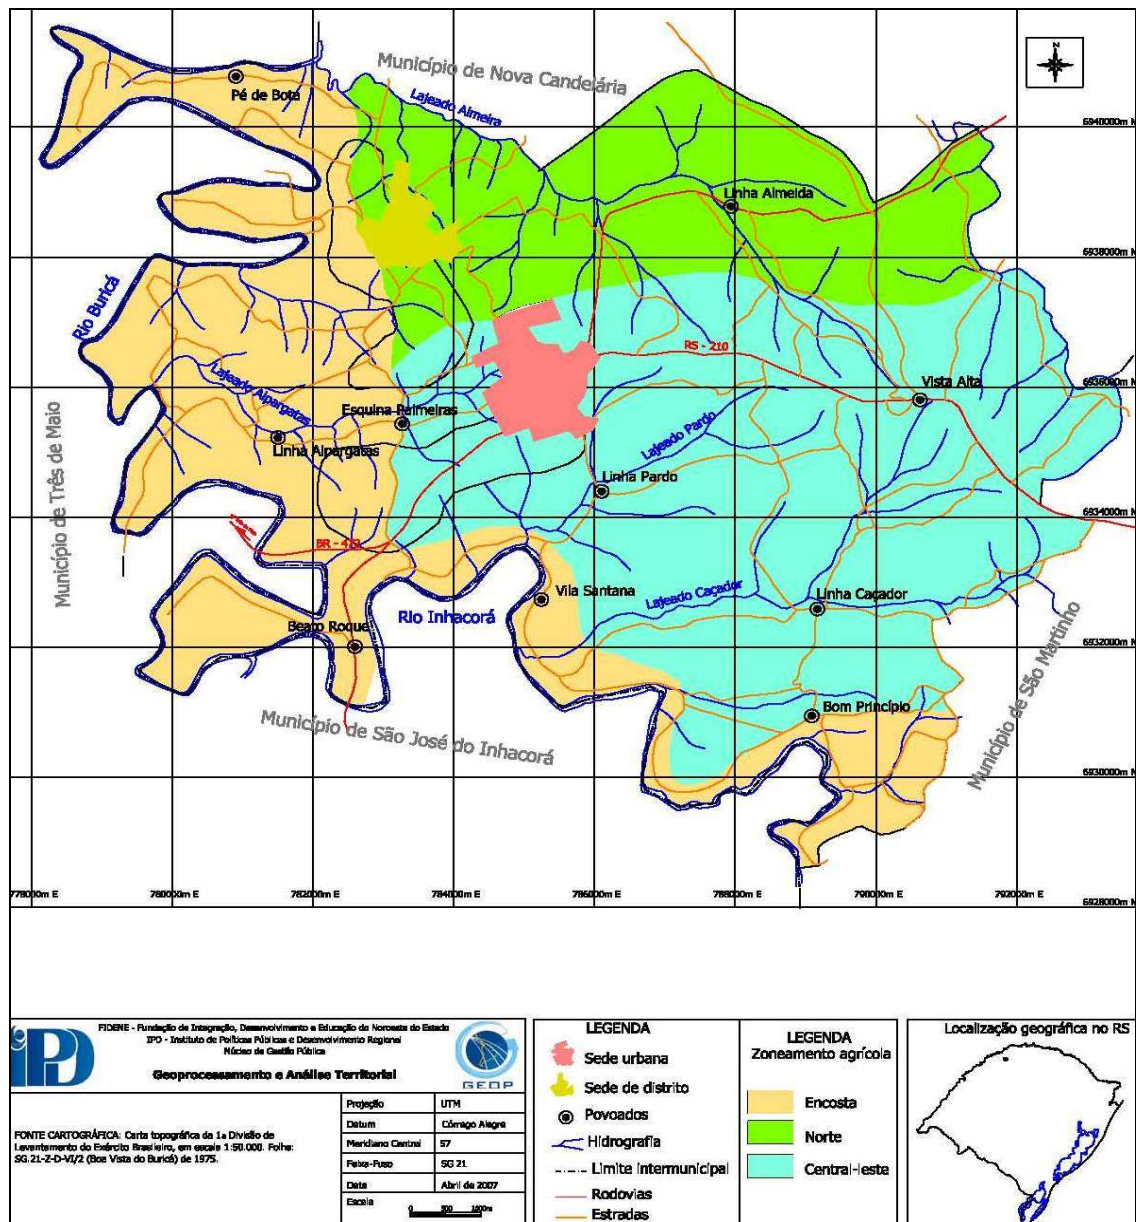 Município de Nova Candelária
N
Pé de Bota
Lajeado Almeira
6940000m N
Linha Almeida
6938000m N
Rio Buricá
RS - 210
6936000m N
Vista Alta
Lajeado Alpargatas
Esquina Palmeiras
Linha Alpargatas
Lajeado Pardo
Linha Pardo
Município de Três de Maio
6934000m N
BR - 472
Vila Santana
Lajeado Caçador
Linha Caçador
Rio Inhacorá
Beato Roque
6932000m N
Município de São Martinho
Bom Princípio
Município de São José do Inhacorá
6930000m N
778000m E
780000m E
782000m E
784000m E
786000m E
788000m E
790000m E
792000m E
6928000m N
IPD
FIDENE - Fundação de Integração, Desenvolvimento e Educação do Noroeste do Estado
IPD - Instituto de Políticas Públicas e Desenvolvimento Regional
Núcleo de Gestão Pública
Geoprocessamento e Análise Territorial
GEOP
FONTE CARTOGRÁFICA: Carta topográfica da 1a Divisão de
Levantamento do Exército Brasileiro, em escala 1:50.000. Folha:
SG.21-Z-D-VI/2 (Boa Vista do Buricá) de 1975.
Projeção UTM
Datum Córrego Alegre
Meridiano Central 57
Faixa-Fuso SG 21
Data Abril de 2007
Escala 0 500 1000m
LEGENDA
Sede urbana
Sede de distrito
Povoados
Hidrografia
Limite intermunicipal
Rodovias
Estradas
LEGENDA
Zoneamento agrícola
Encosta
Norte
Central-leste
Localização geográfica no RS